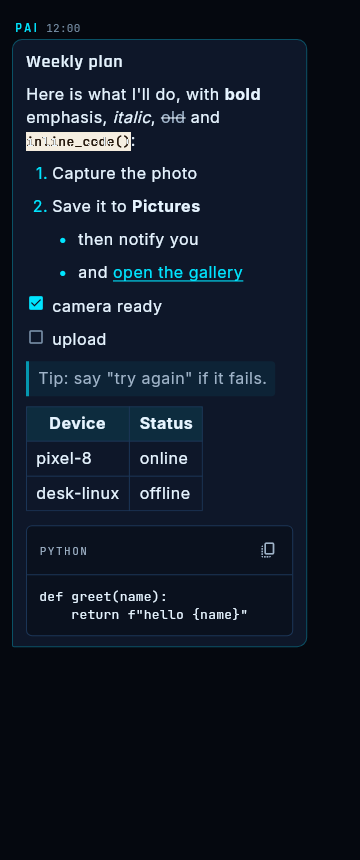 PAI 12:00
Weekly plan
Here is what I'll do, with bold
emphasis, italic, old and
inline_code():
1. Capture the photo
2. Save it to Pictures
• then notify you
• and open the gallery
camera ready
upload
Tip: say "try again" if it fails.
Device Status
pixel-8 online
desk-linux offline
PYTHON
def greet(name):
    return f"hello {name}"